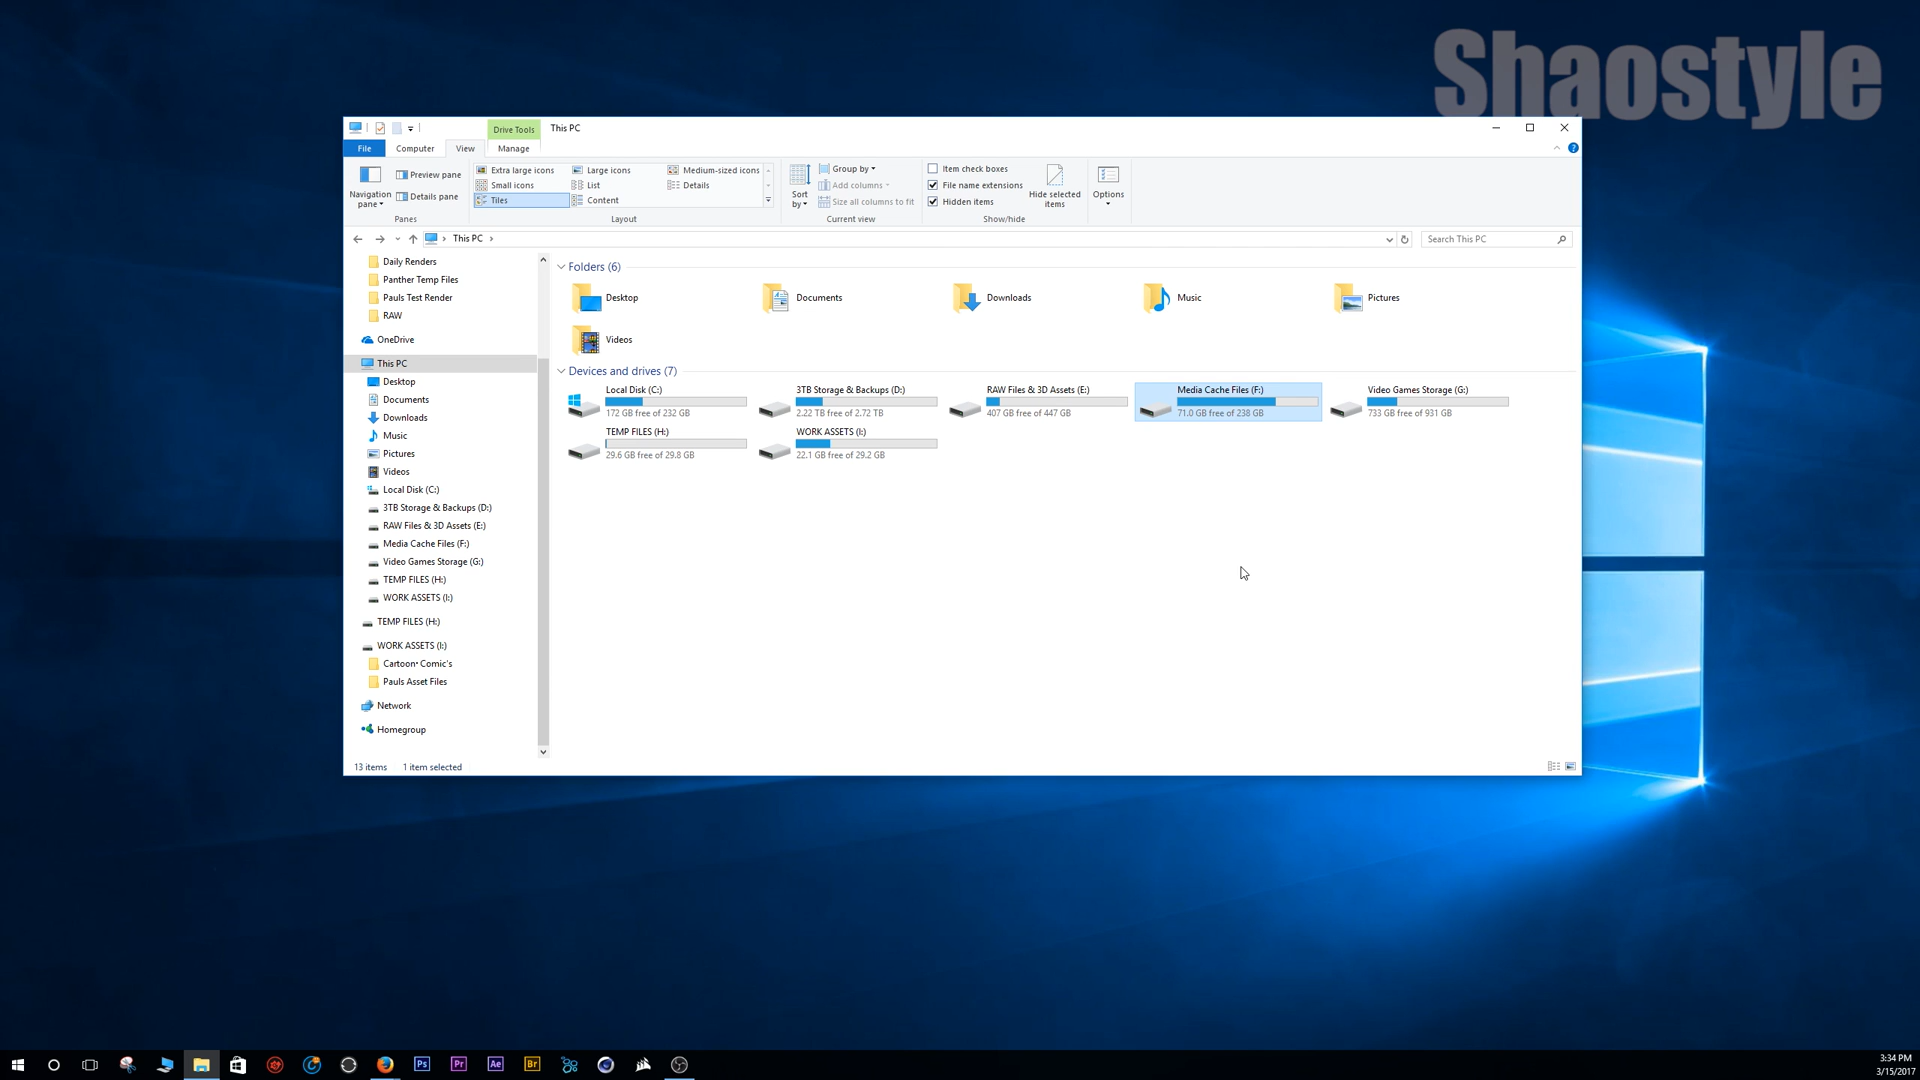 Shaostyle
Drive Tools
This PC
File
Computer
View
Manage
Navigation pane
Preview pane
Details pane
Panes
Extra large icons
Large icons
Medium-sized icons
Small icons
List
Details
Tiles
Content
Layout
Sort by
Group by
Add columns
Size all columns to fit
Current view
Item check boxes
File name extensions
Hidden items
Hide selected items
Show/hide
Options
This PC
Search This PC
Daily Renders
Panther Temp Files
Pauls Test Render
RAW
OneDrive
This PC
Desktop
Documents
Downloads
Music
Pictures
Videos
Local Disk (C:)
3TB Storage & Backups (D:)
RAW Files & 3D Assets (E:)
Media Cache Files (F:)
Video Games Storage (G:)
TEMP FILES (H:)
WORK ASSETS (I:)
TEMP FILES (H:)
WORK ASSETS (I:)
Cartoon• Comic's
Pauls Asset Files
Network
Homegroup
Folders (6)
Desktop
Documents
Downloads
Music
Pictures
Videos
Devices and drives (7)
Local Disk (C:)
172 GB free of 232 GB
3TB Storage & Backups (D:)
2.22 TB free of 2.72 TB
RAW Files & 3D Assets (E:)
407 GB free of 447 GB
Media Cache Files (F:)
71.0 GB free of 238 GB
Video Games Storage (G:)
733 GB free of 931 GB
TEMP FILES (H:)
29.6 GB free of 29.8 GB
WORK ASSETS (I:)
22.1 GB free of 29.2 GB
13 items
1 item selected
Ps
Pr
Ae
Br
3:34 PM
3/15/2017